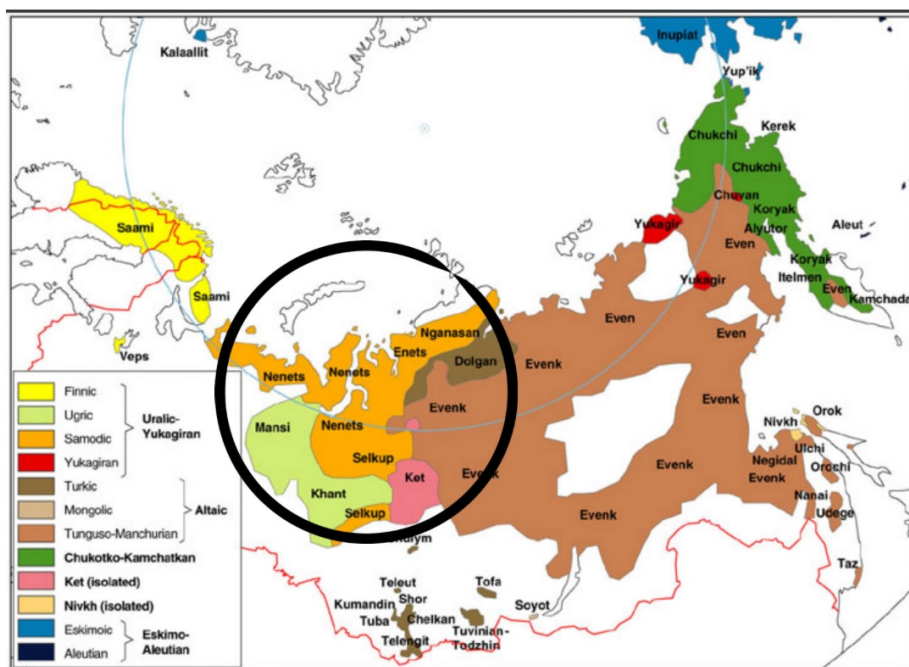 Kalaallit
Inupiat
Yup'ik
Chukchi
Kerek
Chukchi
Chuvan
Saami
Yukagir
Koryak
Alyutor
Aleut
Even
Koryak
Itelmen
Yukagir
Even
Kamchada
Saami
Nganasan
Even
Enets
Even
Veps
Dolgan
Evenk
Nenets
Nenets
Evenk
Evenk
Mansi
Nenets
Nivkh
Orok
Ulchi
Selkup
Negidal
Orochi
Evenk
Ket
Evenk
Evenk
Khant
Nanai
Selkup
Evenk
Udege
Taz
Teleut
Tofa
Kumandin
Shor
Soyot
Tuba
Chelkan
Tuvinian-
Todzhin
Telengit
Finnic
Ugric
Samodic
Yukagiran
Uralic-
Yukagiran
Turkic
Mongolic
Tunguso-Manchurian
Altaic
Chukotko-Kamchatkan
Ket (isolated)
Nivkh (isolated)
Eskimoic
Aleutian
Eskimo-
Aleutian